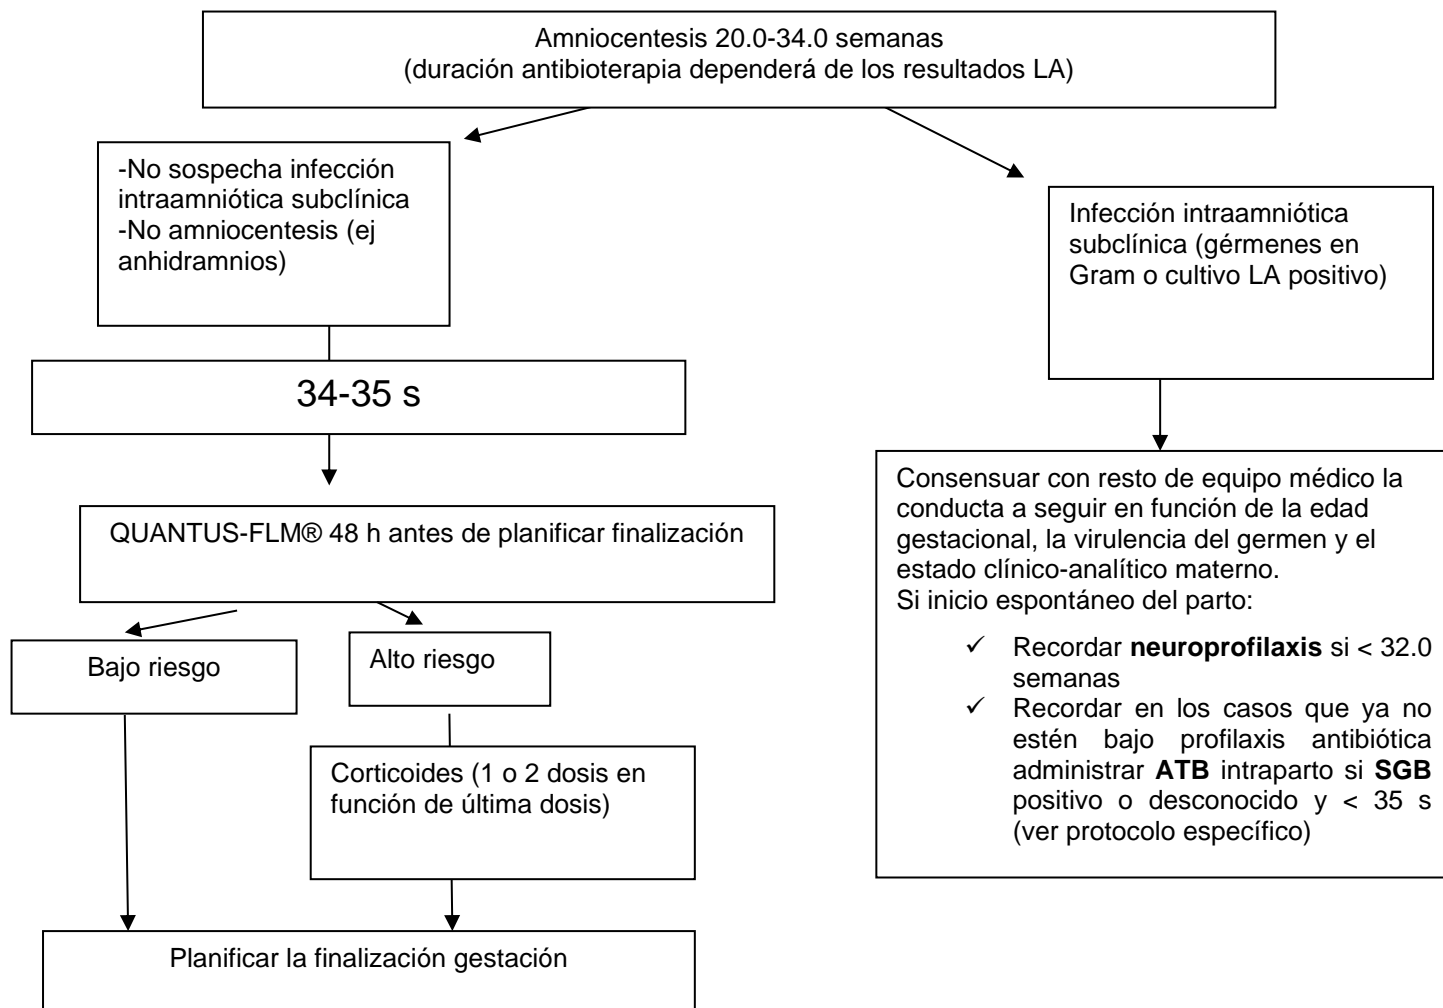 Amniocentesis 20.0-34.0 semanas
(duración antibioterapia dependerá de los resultados LA)
-No sospecha infección
intraamniótica subclínica
-No amniocentesis (ej
anhidramnios)
Infección intraamniótica
subclínica (gérmenes en
Gram o cultivo LA positivo)
34-35 s
QUANTUS-FLM® 48 h antes de planificar finalización
Bajo riesgo
Alto riesgo
Corticoides (1 o 2 dosis en
función de última dosis)
Planificar la finalización gestación
Consensuar con resto de equipo médico la
conducta a seguir en función de la edad
gestacional, la virulencia del germen y el
estado clínico-analítico materno.
Si inicio espontáneo del parto:
✓ Recordar neuroprofilaxis si < 32.0
semanas
✓ Recordar en los casos que ya no
estén bajo profilaxis antibiótica
administrar ATB intraparto si SGB
positivo o desconocido y < 35 s
(ver protocolo específico)